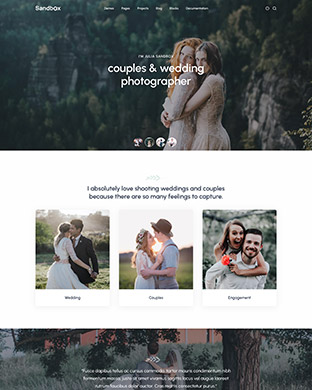 Sandbox
Demos Pages Projects Blog Blocks Documentation
I'M JULIA SANDBOX
couples & wedding
photographer
I absolutely love shooting weddings and couples
because there are so many feelings to capture.
Wedding Couples Engagement
"Fusce dapibus tellus ac cursus commodo tortor mauris condimentum nibh
fermentum massa justo sit amet vivamus sagittis lacus vel augue laoreet
rutrum faucibus dolor auctor. Cras mattis consectetur purus."